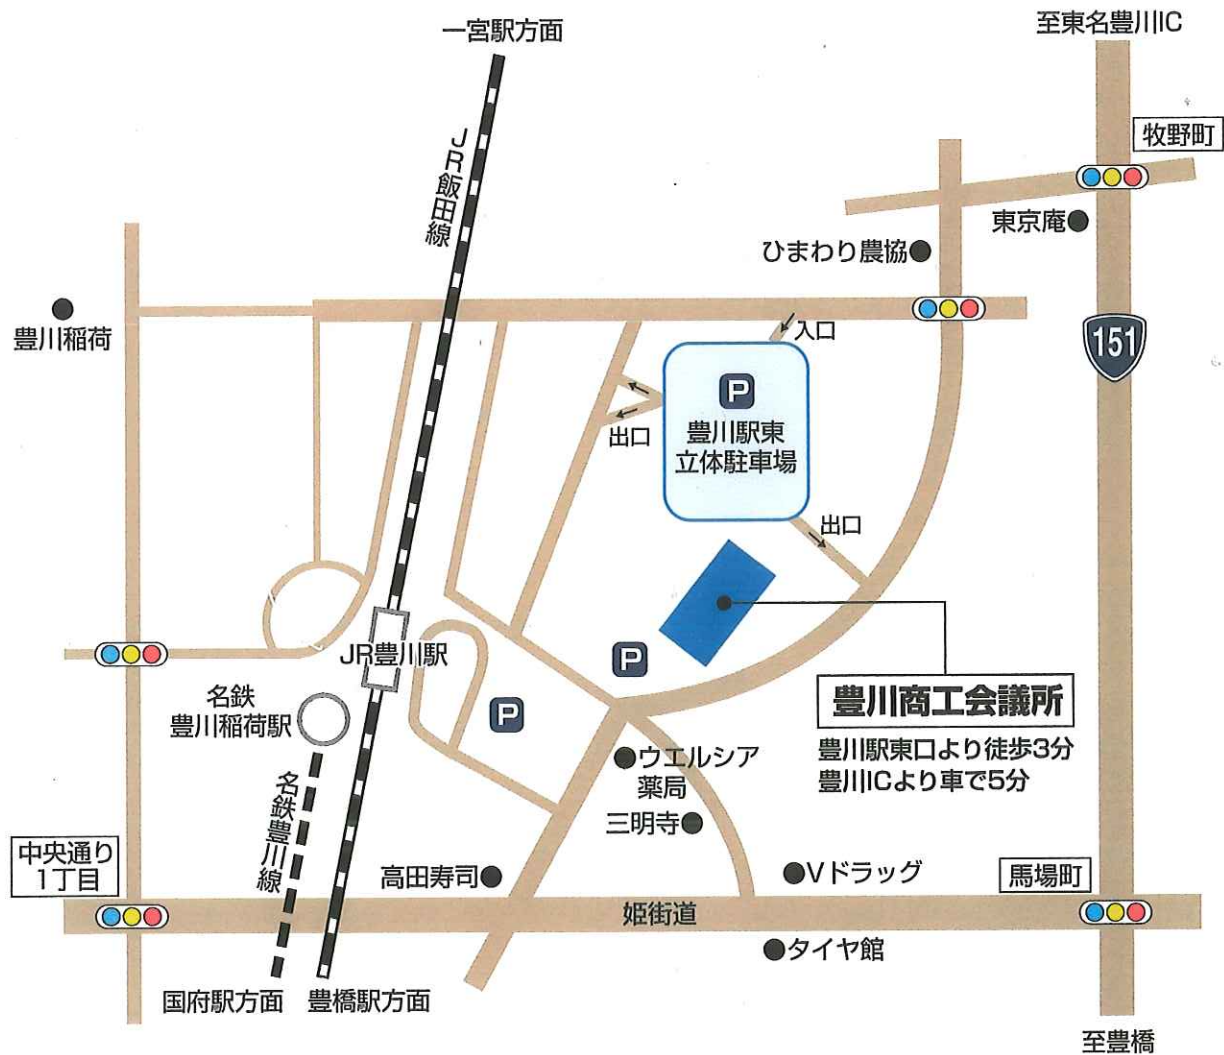 一宮駅方面
至東名豊川IC
牧野町
JR飯田線
東京庵
ひまわり農協
豊川稲荷
入口
151
P
豊川駅東
立体駐車場
出口
出口
JR豊川駅
P
名鉄
豊川稲荷駅
P
豊川商工会議所
豊川駅東口より徒歩3分
豊川ICより車で5分
ウエルシア
薬局
名鉄豊川線
三明寺
中央通り
1丁目
高田寿司
Vドラッグ
馬場町
姫街道
タイヤ館
国府駅方面
豊橋駅方面
至豊橋